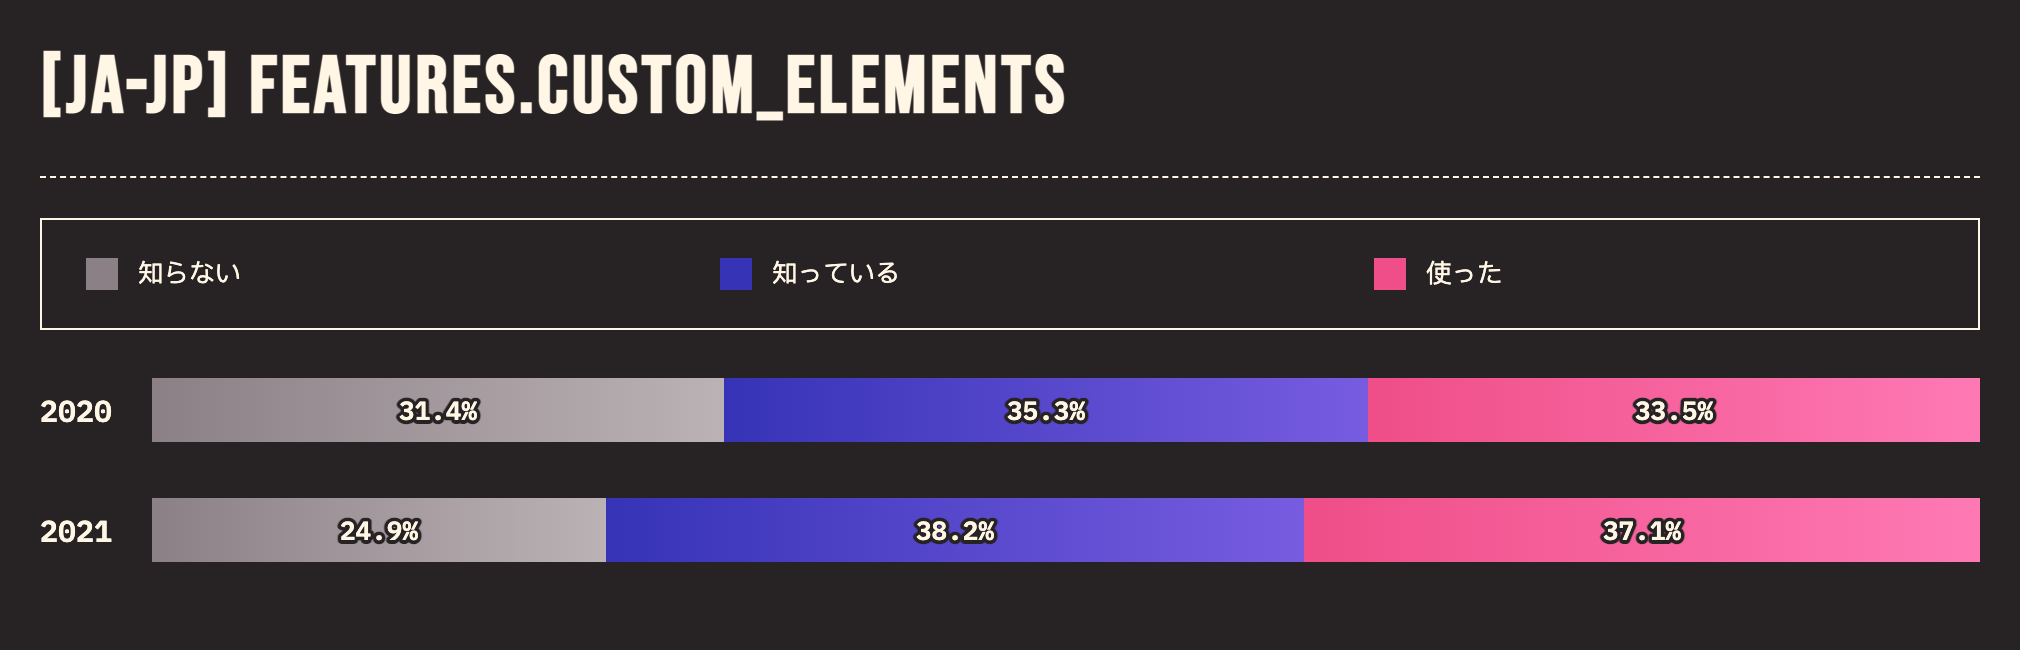 [JA-JP] FEATURES.CUSTOM_ELEMENTS
知らない 知っている 使った
2020 31.4% 35.3% 33.5%
2021 24.9% 38.2% 37.1%